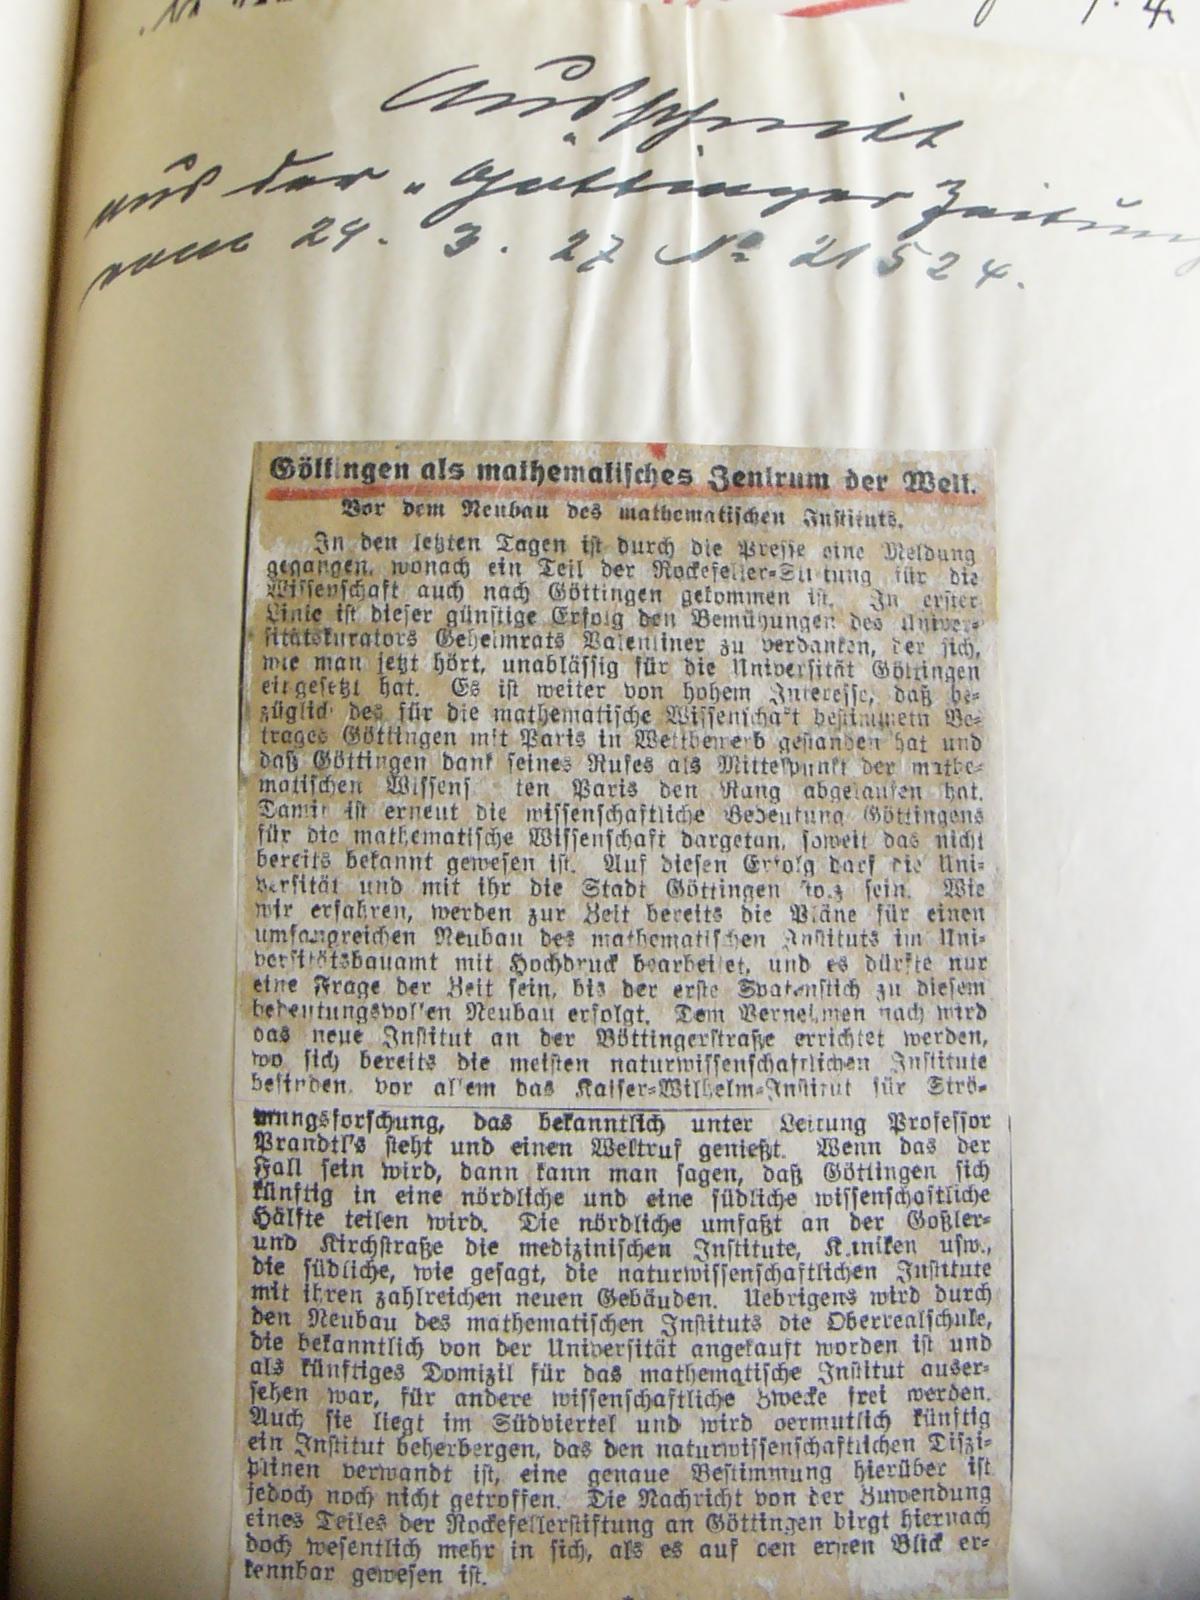 Ausschnitt
aus der „Göttinger Zeitung
vom 24. 3. 27 No 21524.
Göttingen als mathematisches Zentrum der Welt.
Vor dem Neubau des mathematischen Instituts.
In den letzten Tagen ist durch die Presse eine Meldung
gegangen, wonach ein Teil der Rockefeller-Stiftung für die
Wissenschaft auch nach Göttingen gekommen ist. In erster
Linie ist dieser günstige Erfolg den Bemühungen des Univer-
sitätskurators Geheimrats Valentiner zu verdanken, der sich,
wie man jetzt hört, unablässig für die Universität Göttingen
eingesetzt hat. Es ist weiter von hohem Interesse, daß be-
züglich des für die mathematische Wissenschaft bestimmten Be-
trages Göttingen mit Paris in Wettbewerb gestanden hat und
daß Göttingen dank seines Rufes als Mittelpunkt der mathe-
matischen Wissens ten Paris den Rang abgelaufen hat.
Damit ist erneut die wissenschaftliche Bedeutung Göttingens
für die mathematische Wissenschaft dargetan, soweit das nicht
bereits bekannt gewesen ist. Auf diesen Erfolg darf die Uni-
versität und mit ihr die Stadt Göttingen stolz sein. Wie
wir erfahren, werden zur Zeit bereits die Pläne für einen
umfangreichen Neubau des mathematischen Instituts im Uni-
versitätsbauamt mit Hochdruck bearbeitet, und es dürfte nur
eine Frage der Zeit sein, bis der erste Spatenstich zu diesem
bedeutungsvollen Neubau erfolgt. Dem Vernehmen nach wird
das neue Institut an der Böttingerstraße errichtet werden,
wo sich bereits die meisten naturwissenschaftlichen Institute
befinden, vor allem das Kaiser-Wilhelm-Institut für Strö-
mungsforschung, das bekanntlich unter Leitung Professor
Prandtl's steht und einen Weltruf genießt. Wenn das der
Fall sein wird, dann kann man sagen, daß Göttingen sich
künftig in eine nördliche und eine südliche wissenschaftliche
Hälfte teilen wird. Die nördliche umfaßt an der Goßler-
und Kirchstraße die medizinischen Institute, Kliniken usw.,
die südliche, wie gesagt, die naturwissenschaftlichen Institute
mit ihren zahlreichen neuen Gebäuden. Uebrigens wird durch
den Neubau des mathematischen Instituts die Oberrealschule,
die bekanntlich von der Universität angekauft worden ist und
als künftiges Domizil für das mathematische Institut auser-
sehen war, für andere wissenschaftliche Zwecke frei werden.
Auch sie liegt im Südviertel und wird vermutlich künftig
ein Institut beherbergen, das den naturwissenschaftlichen Diszi-
plinen verwandt ist, eine genaue Bestimmung hierüber ist
jedoch noch nicht getroffen. Die Nachricht von der Zuwendung
eines Teiles der Rockefellerstiftung an Göttingen birgt hiernach
doch wesentlich mehr in sich, als es auf den ersten Blick er-
kennbar gewesen ist.